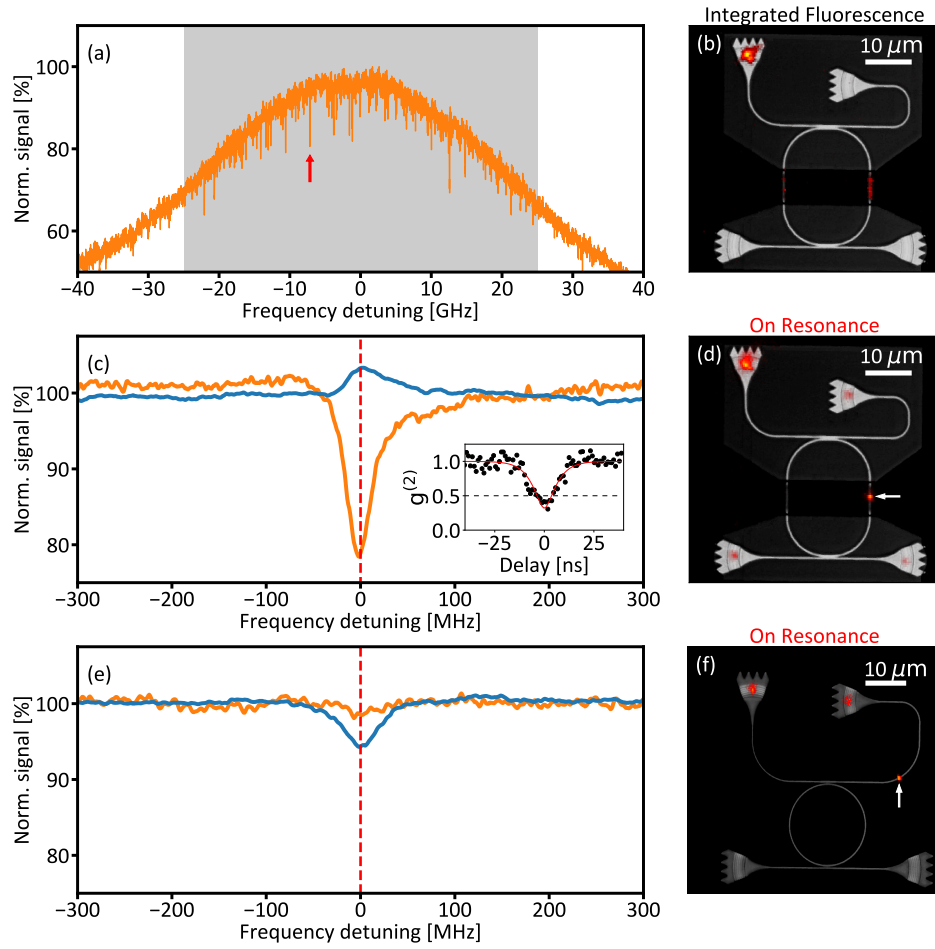 Integrated Fluorescence
(a)
Norm. signal [%]
100
80
60
−40 −30 −20 −10 0 10 20 30 40
Frequency detuning [GHz]
(b)
10 μm
On Resonance
(c)
Norm. signal [%]
100
90
80
−300 −200 −100 0 100 200 300
Frequency detuning [MHz]
g(2)
1.0
0.5
0.0
−25 0 25
Delay [ns]
(d)
10 μm
On Resonance
(e)
Norm. signal [%]
100
90
80
−300 −200 −100 0 100 200 300
Frequency detuning [MHz]
(f)
10 μm